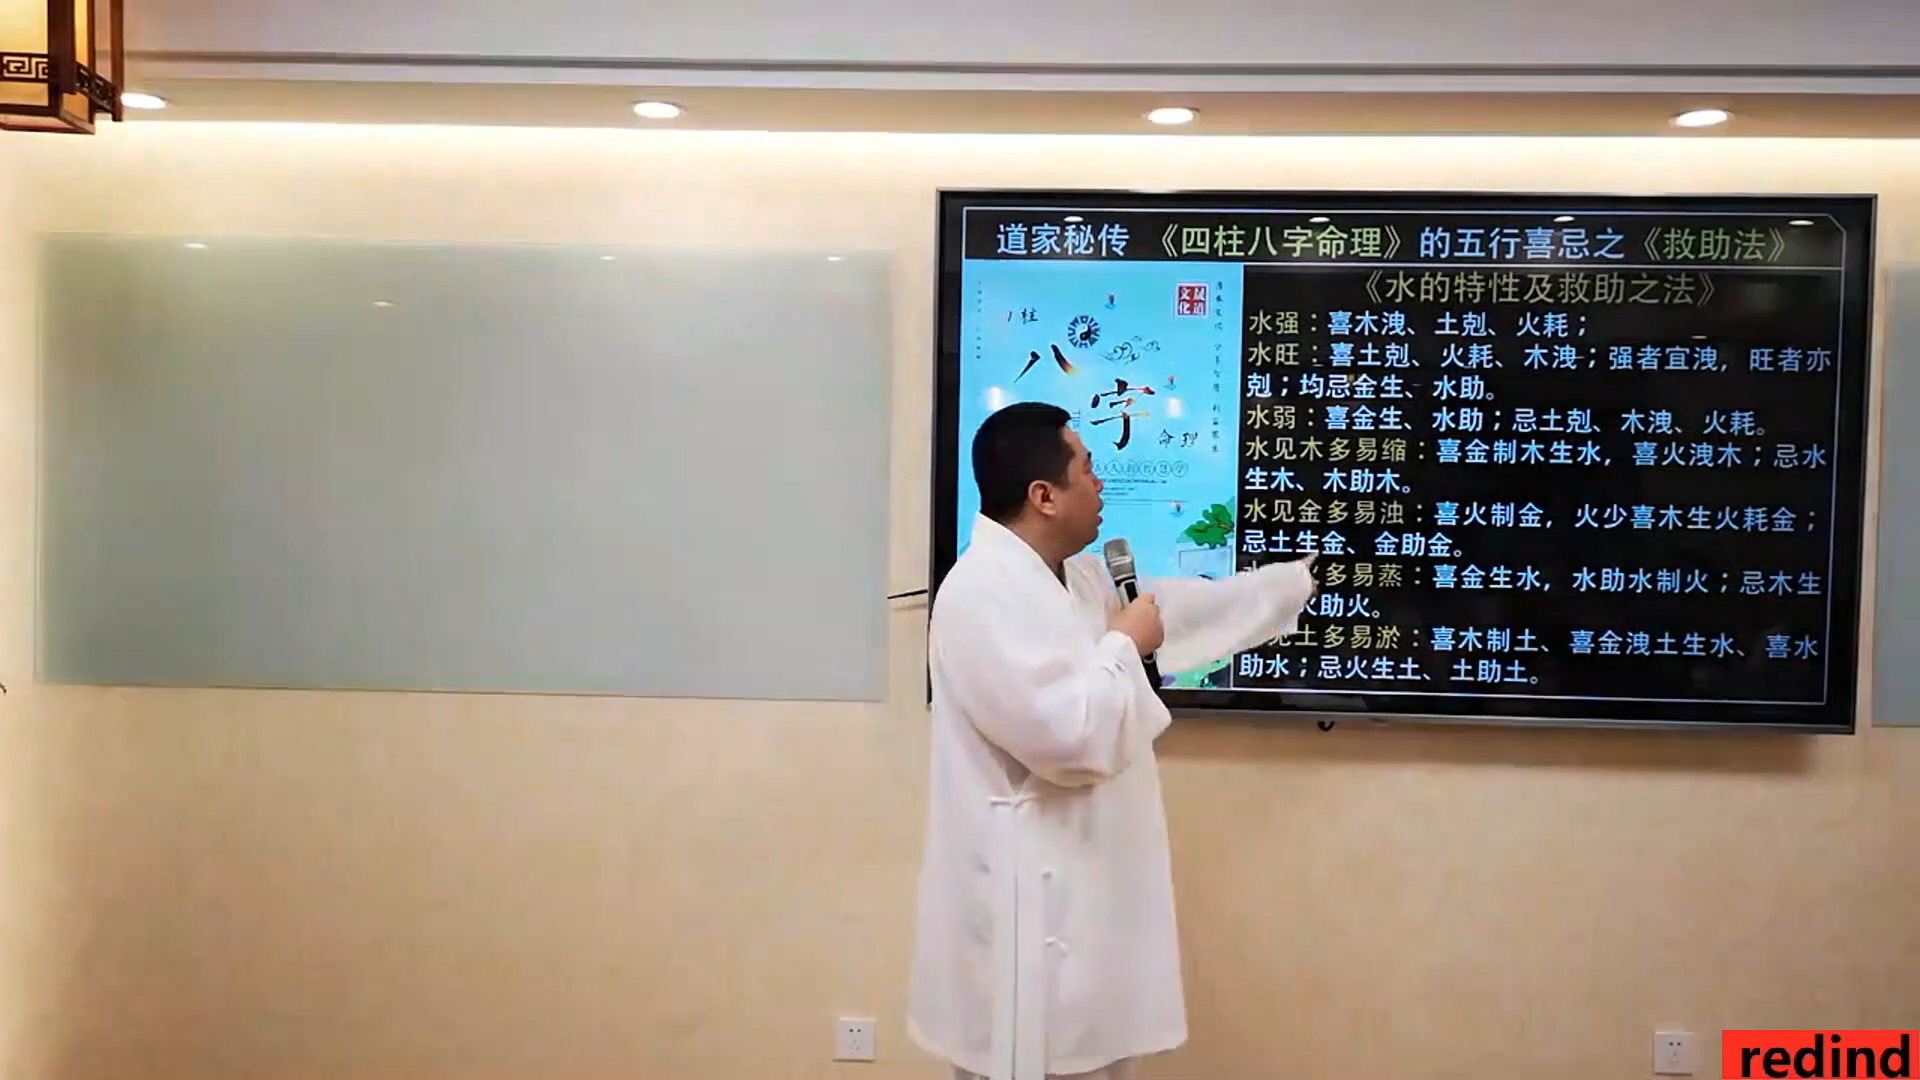 道家秘传 《四柱八字命理》的五行喜忌之《救助法》
《水的特性及救助之法》
水强：喜木洩、土剋、火耗；
水旺：喜土剋、火耗、木洩；强者宜洩，旺者亦
剋；均忌金生、水助。
水弱：喜金生、水助；忌土剋、木洩、火耗。
水见木多易缩：喜金制木生水，喜火洩木；忌水
生木、木助木。
水见金多易浊：喜火制金，火少喜木生火耗金；
忌土生金、金助金。
多易蒸：喜金生水，水助水制火；忌木生
火助火。
见土多易淤：喜木制土、喜金洩土生水、喜水
助水；忌火生土、土助土。
柱
八
字
命理
redind